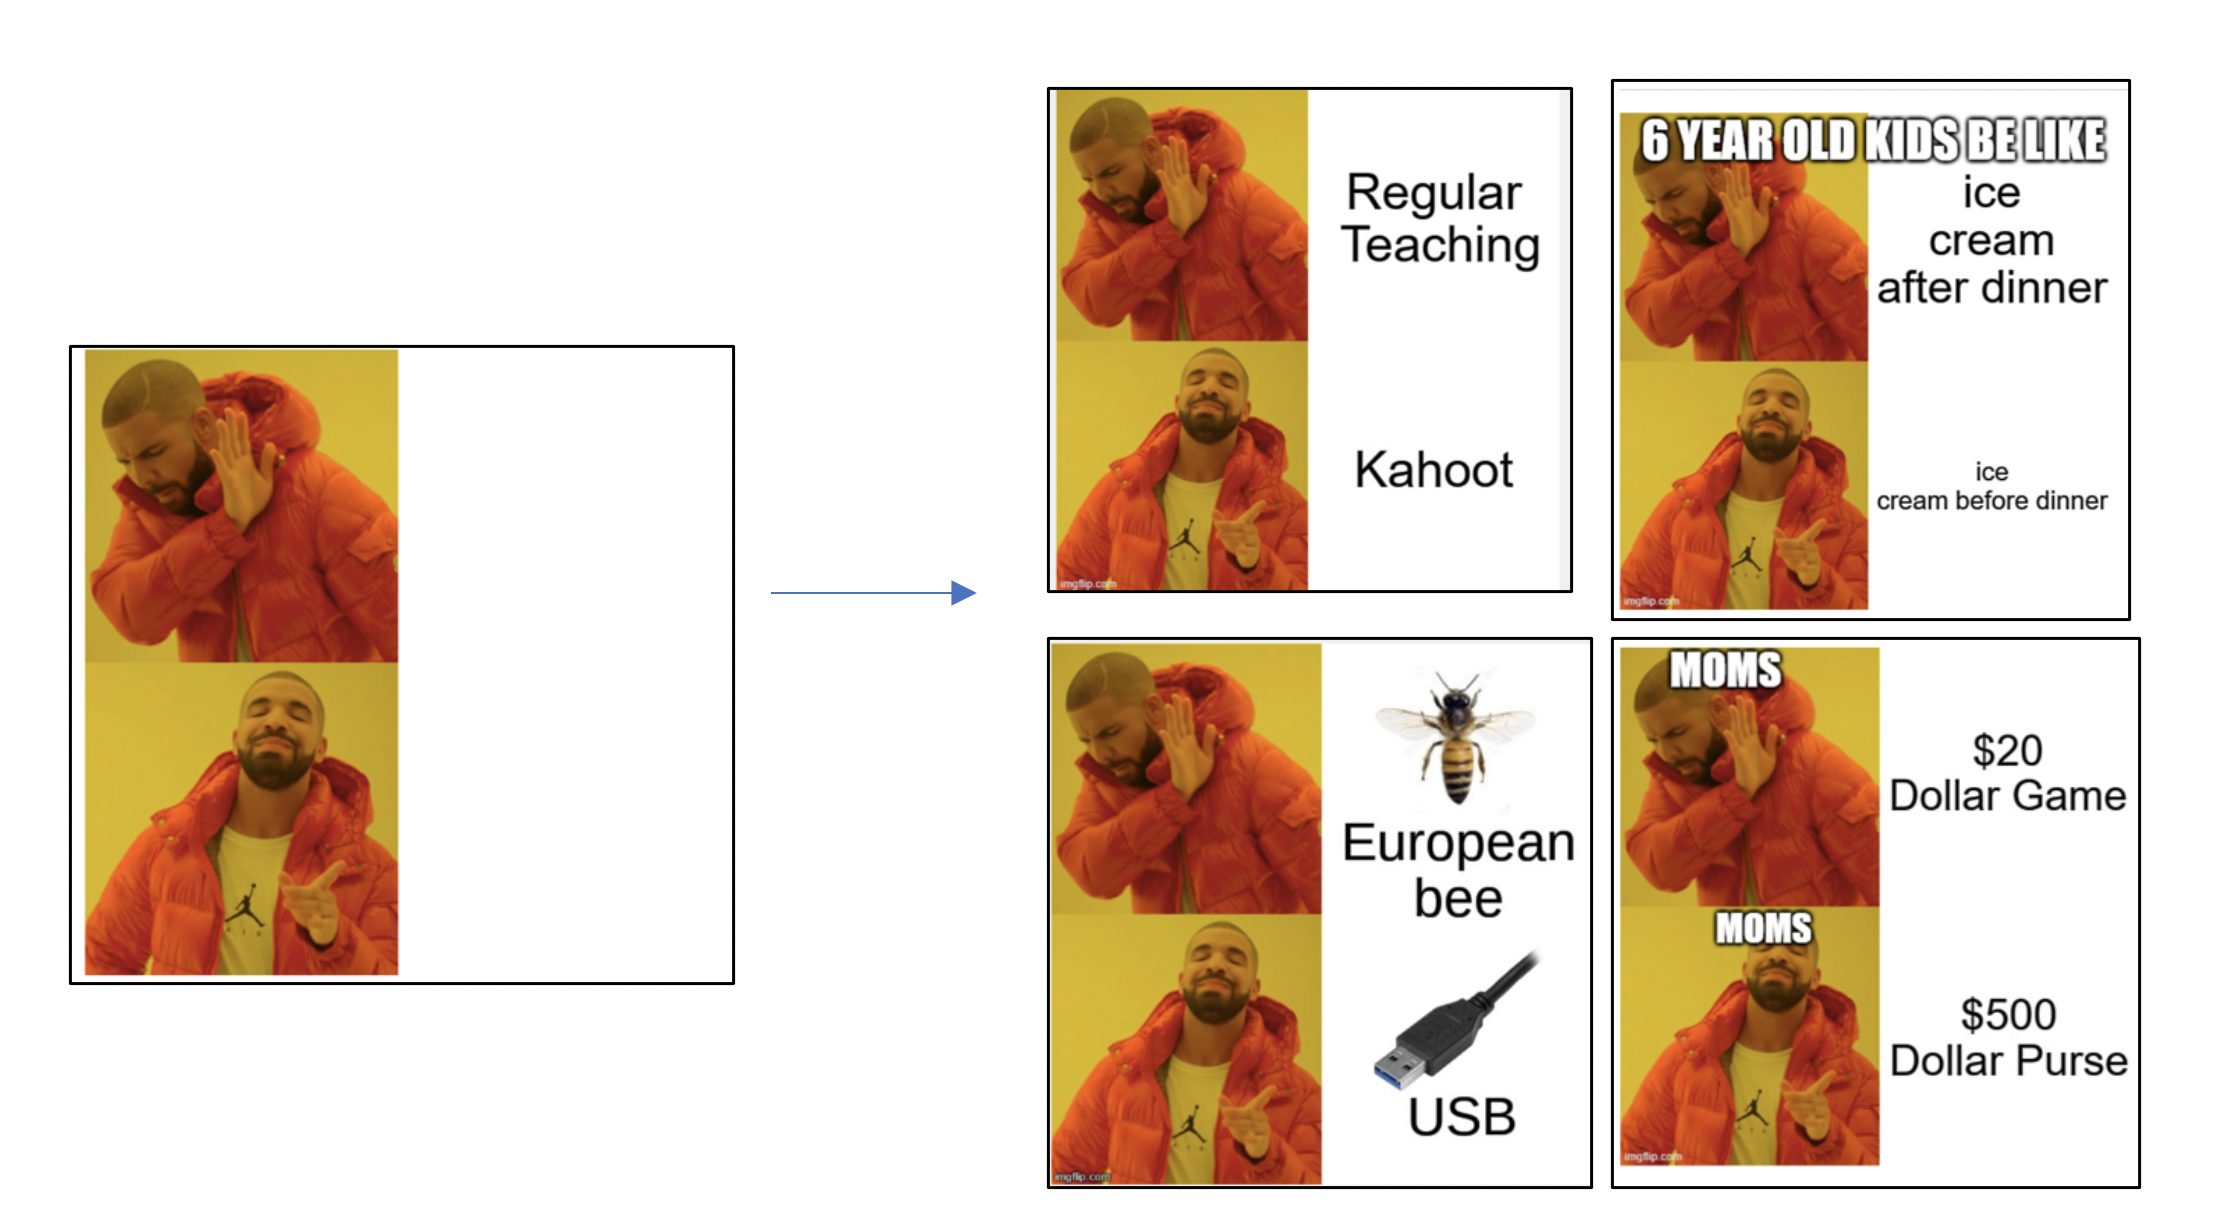 Regular
Teaching
Kahoot
imgflip.com
6 YEAR OLD KIDS BE LIKE
ice
cream
after dinner
ice
cream before dinner
imgflip.com
European
bee
USB
imgflip.com
MOMS
$20
Dollar Game
MOMS
$500
Dollar Purse
imgflip.com